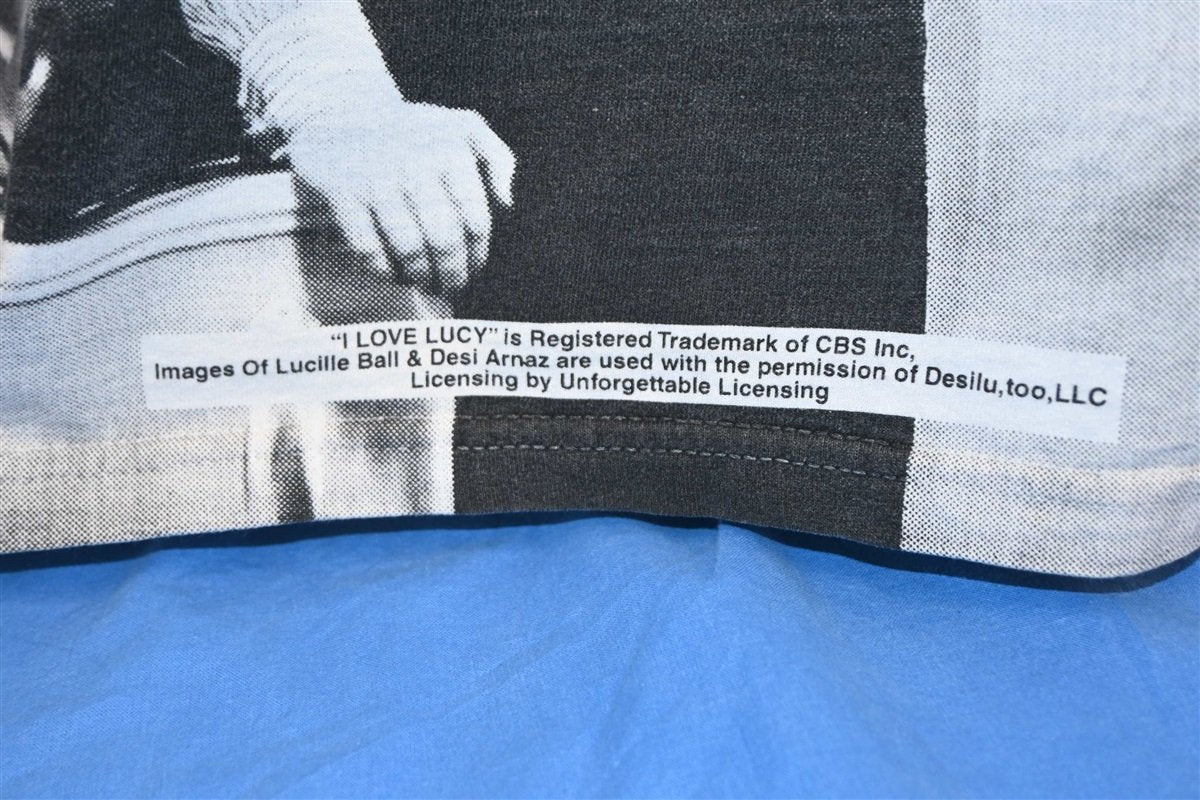 “I LOVE LUCY” is Registered Trademark of CBS Inc,
Images Of Lucille Ball & Desi Arnaz are used with the permission of Desilu,too,LLC
Licensing by Unforgettable Licensing